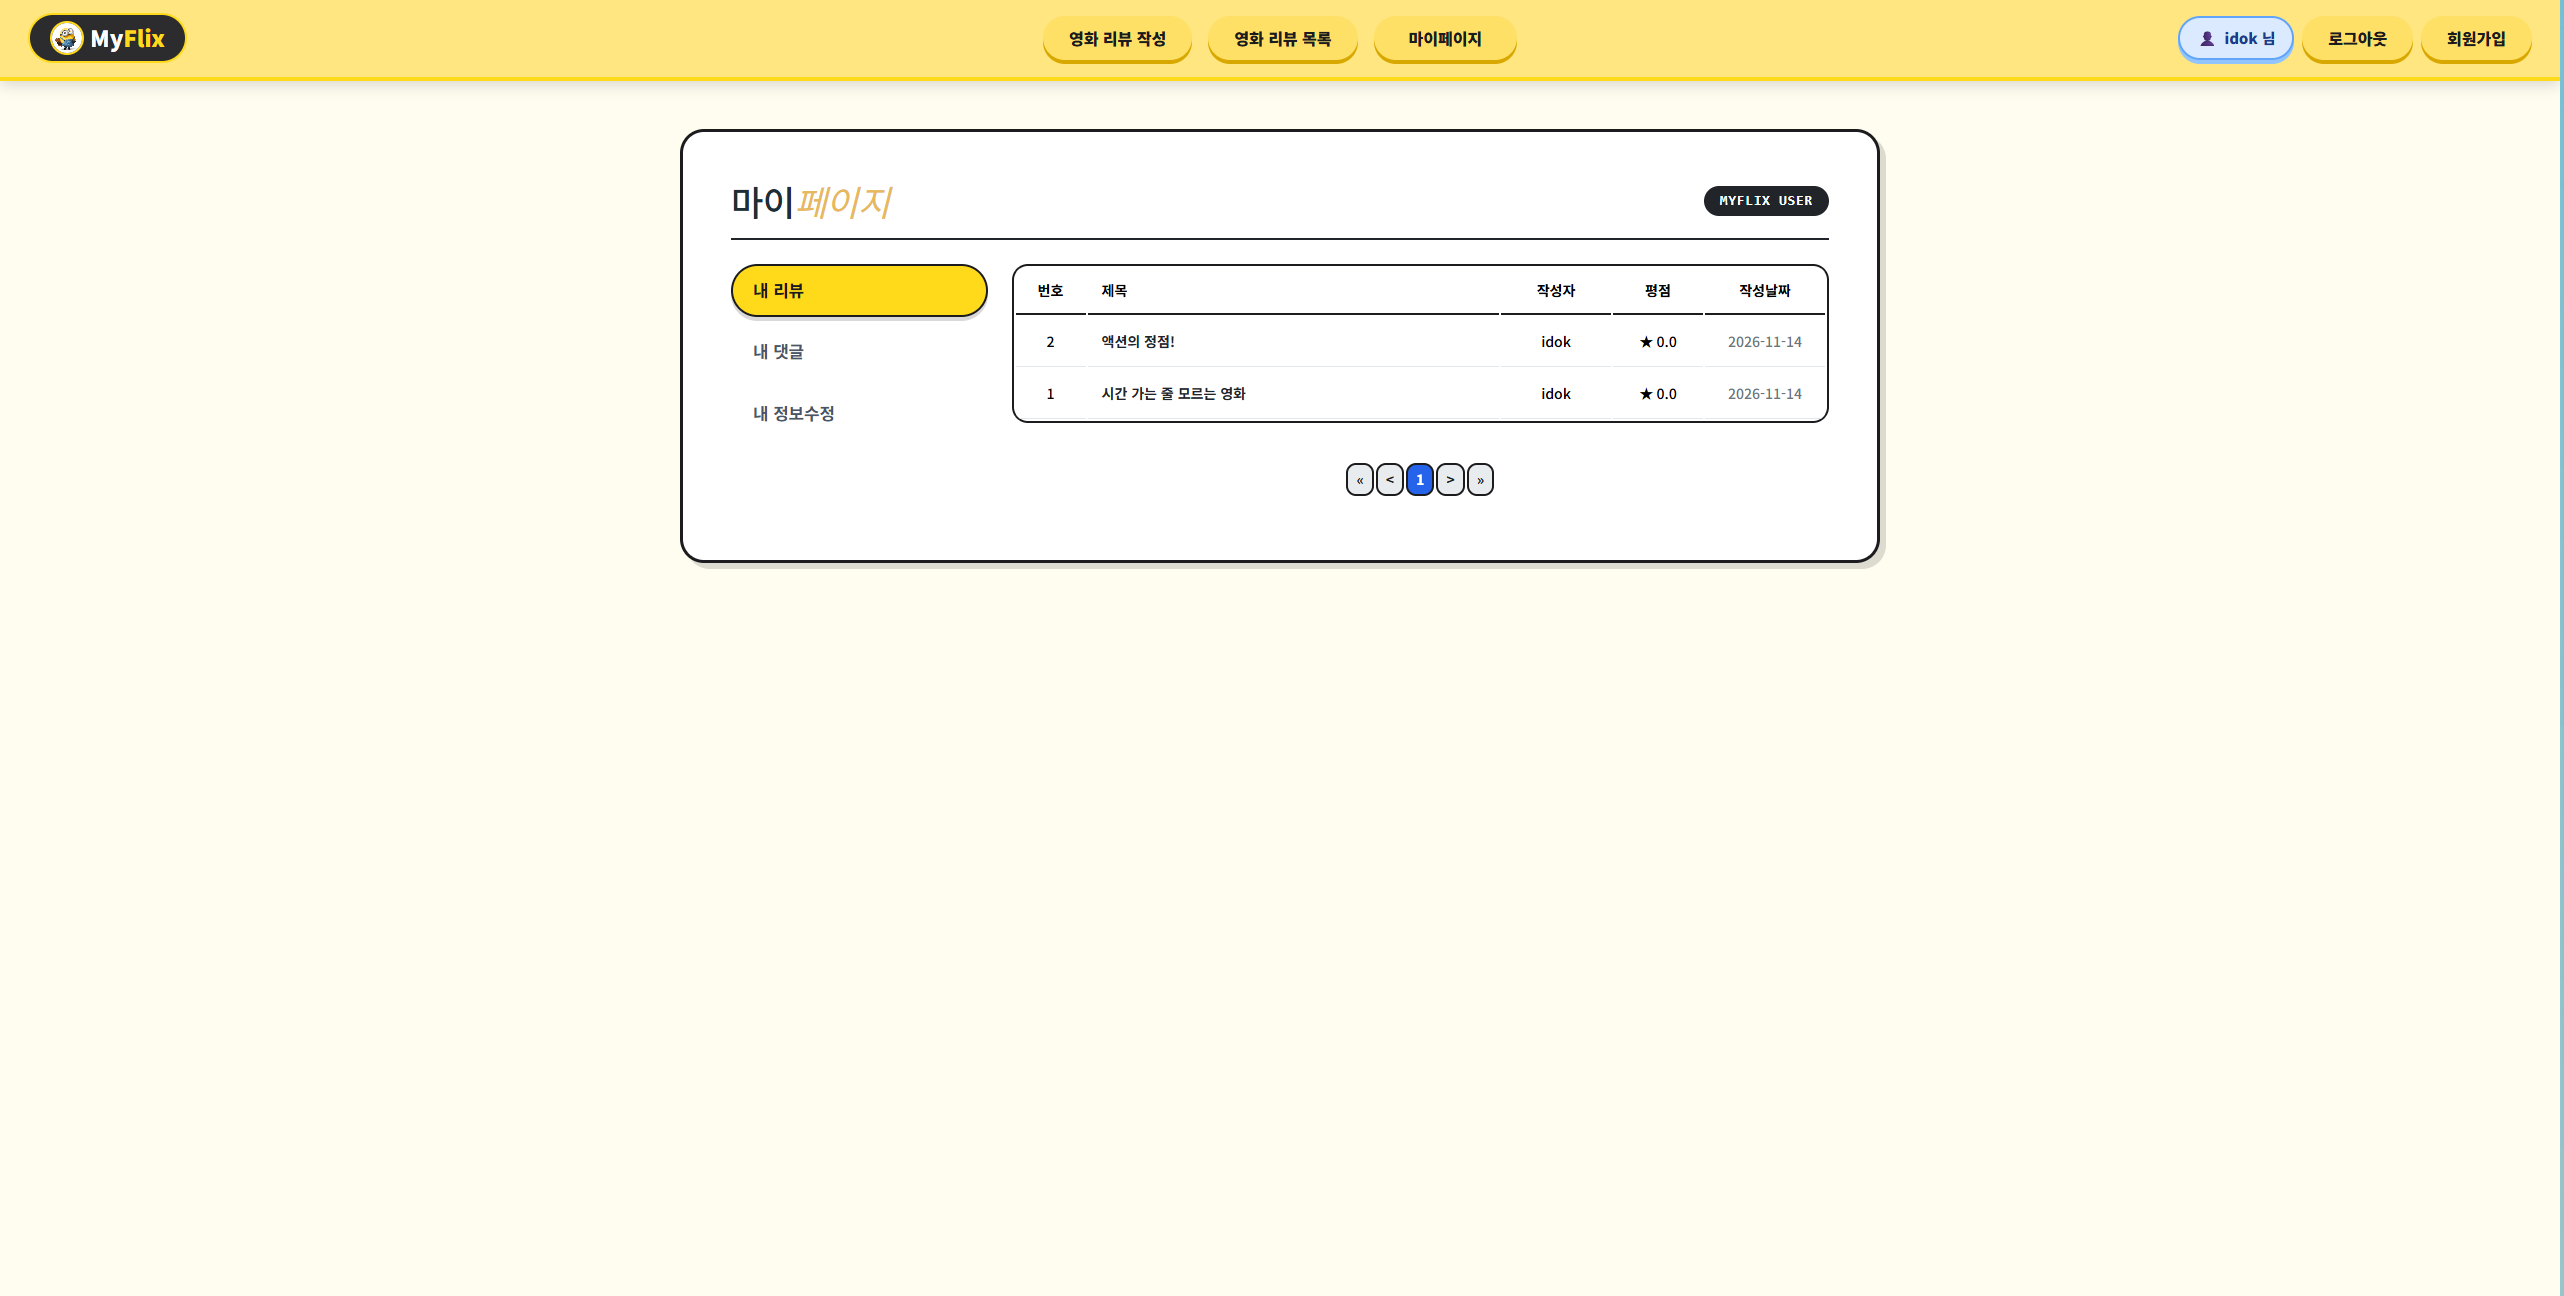 MyFlix
영화 리뷰 작성
영화 리뷰 목록
마이페이지
idok 님
로그아웃
회원가입
마이페이지
MYFLIX USER
내 리뷰
내 댓글
내 정보수정
번호 제목 작성자 평점 작성날짜
2 액션의 정점! idok ★ 0.0 2026-11-14
1 시간 가는 줄 모르는 영화 idok ★ 0.0 2026-11-14
« < 1 > »